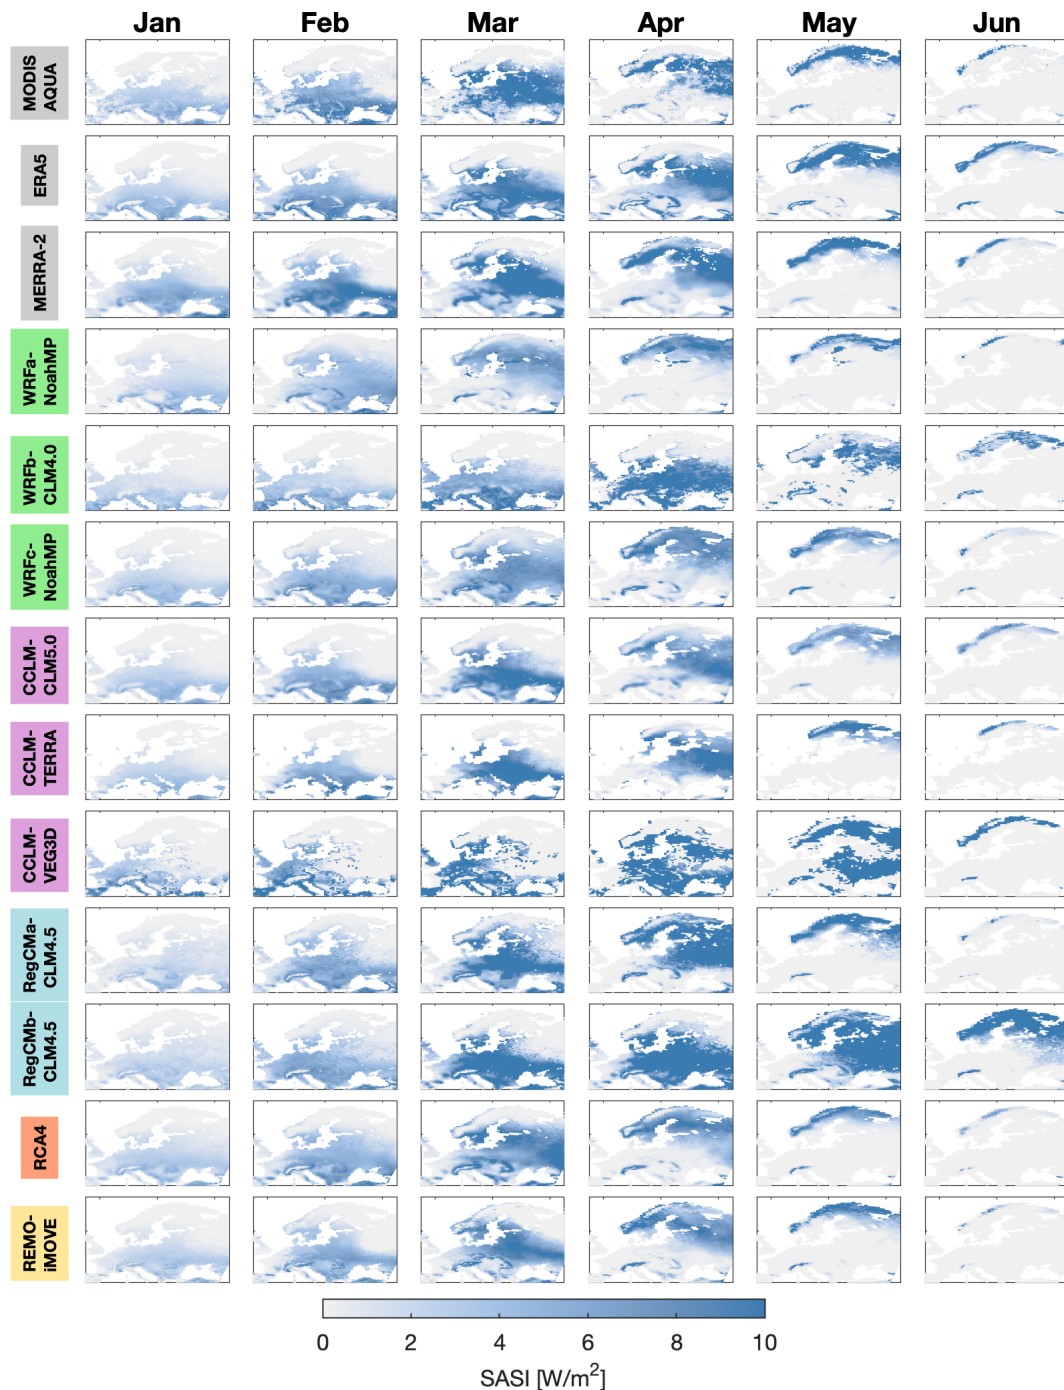 Jan Feb Mar Apr May Jun
MODIS
AQUA
ERA5
MERRA-2
WRFa-
NoahMP
WRFb-
CLM4.0
WRFc-
NoahMP
CCLM-
CLM5.0
CCLM-
TERRA
CCLM-
VEG3D
RegCMa-
CLM4.5
RegCMb-
CLM4.5
RCA4
REMO-
iMOVE
0 2 4 6 8 10
SASI [W/m²]